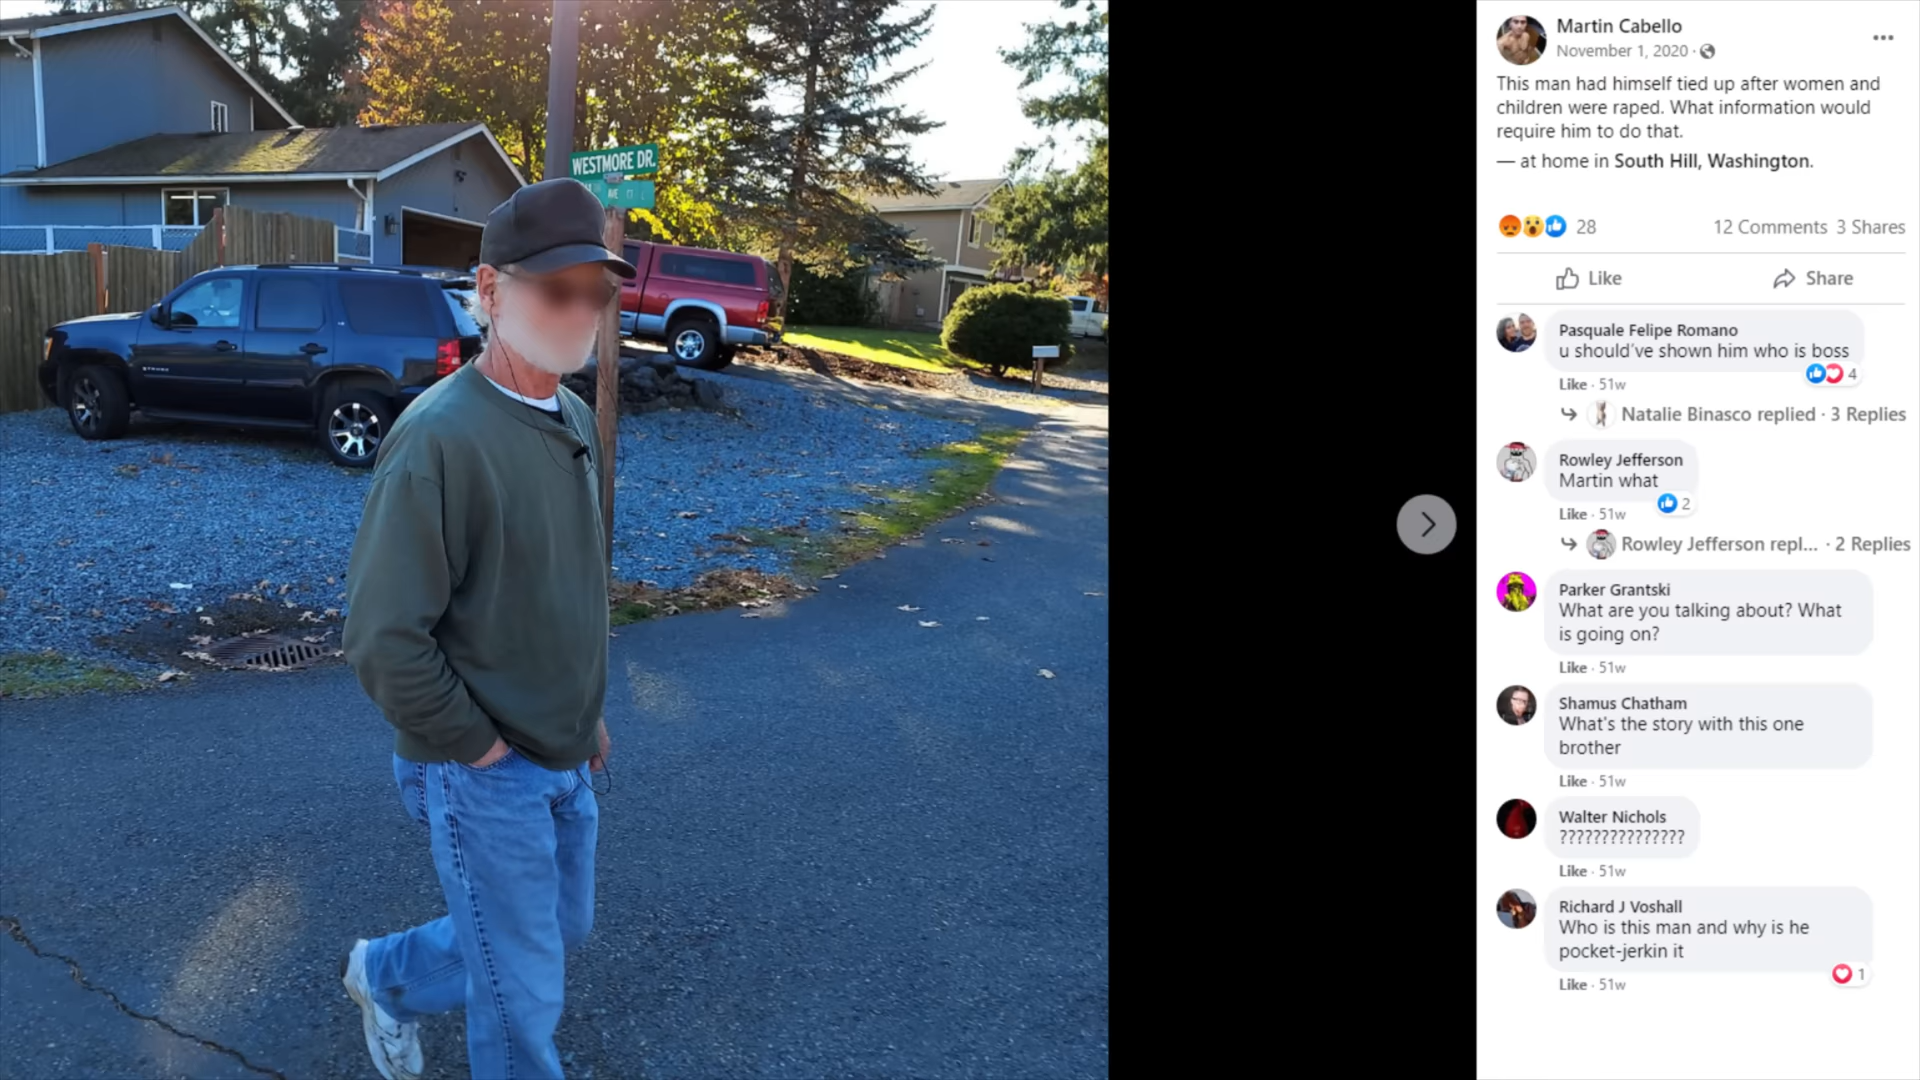 WESTMORE DR.
AVE CT E
Martin Cabello
November 1, 2020 ·
This man had himself tied up after women and
children were raped. What information would
require him to do that.
— at home in South Hill, Washington.
28
12 Comments 3 Shares
Like
Share
Pasquale Felipe Romano
u should've shown him who is boss
4
Like · 51w
Natalie Binasco replied · 3 Replies
Rowley Jefferson
Martin what
2
Like · 51w
Rowley Jefferson repl... · 2 Replies
Parker Grantski
What are you talking about? What
is going on?
Like · 51w
Shamus Chatham
What's the story with this one
brother
Like · 51w
Walter Nichols
???????????????
Like · 51w
Richard J Voshall
Who is this man and why is he
pocket-jerkin it
1
Like · 51w